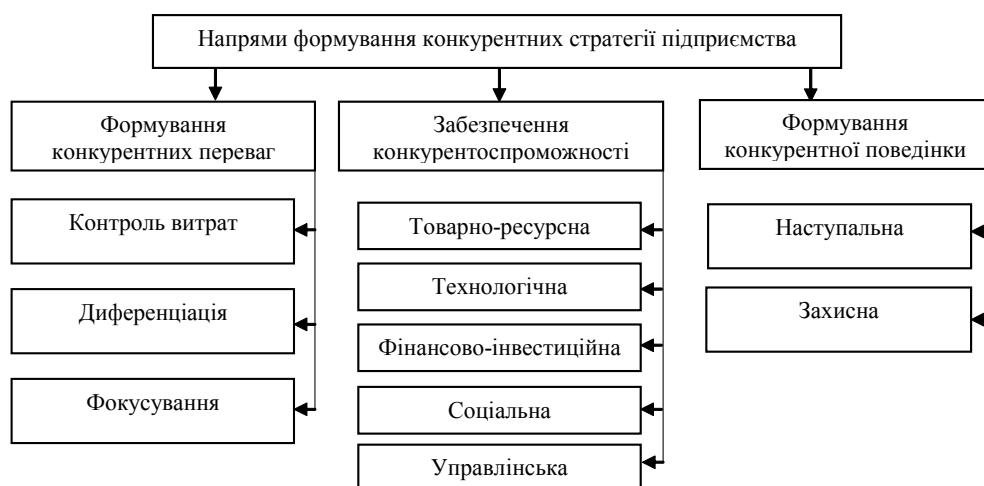 Напрями формування конкурентних стратегії підприємства
Формування
конкурентних переваг
Контроль витрат
Диференціація
Фокусування
Забезпечення
конкурентоспроможності
Товарно-ресурсна
Технологічна
Фінансово-інвестиційна
Соціальна
Управлінська
Формування
конкурентної поведінки
Наступальна
Захисна